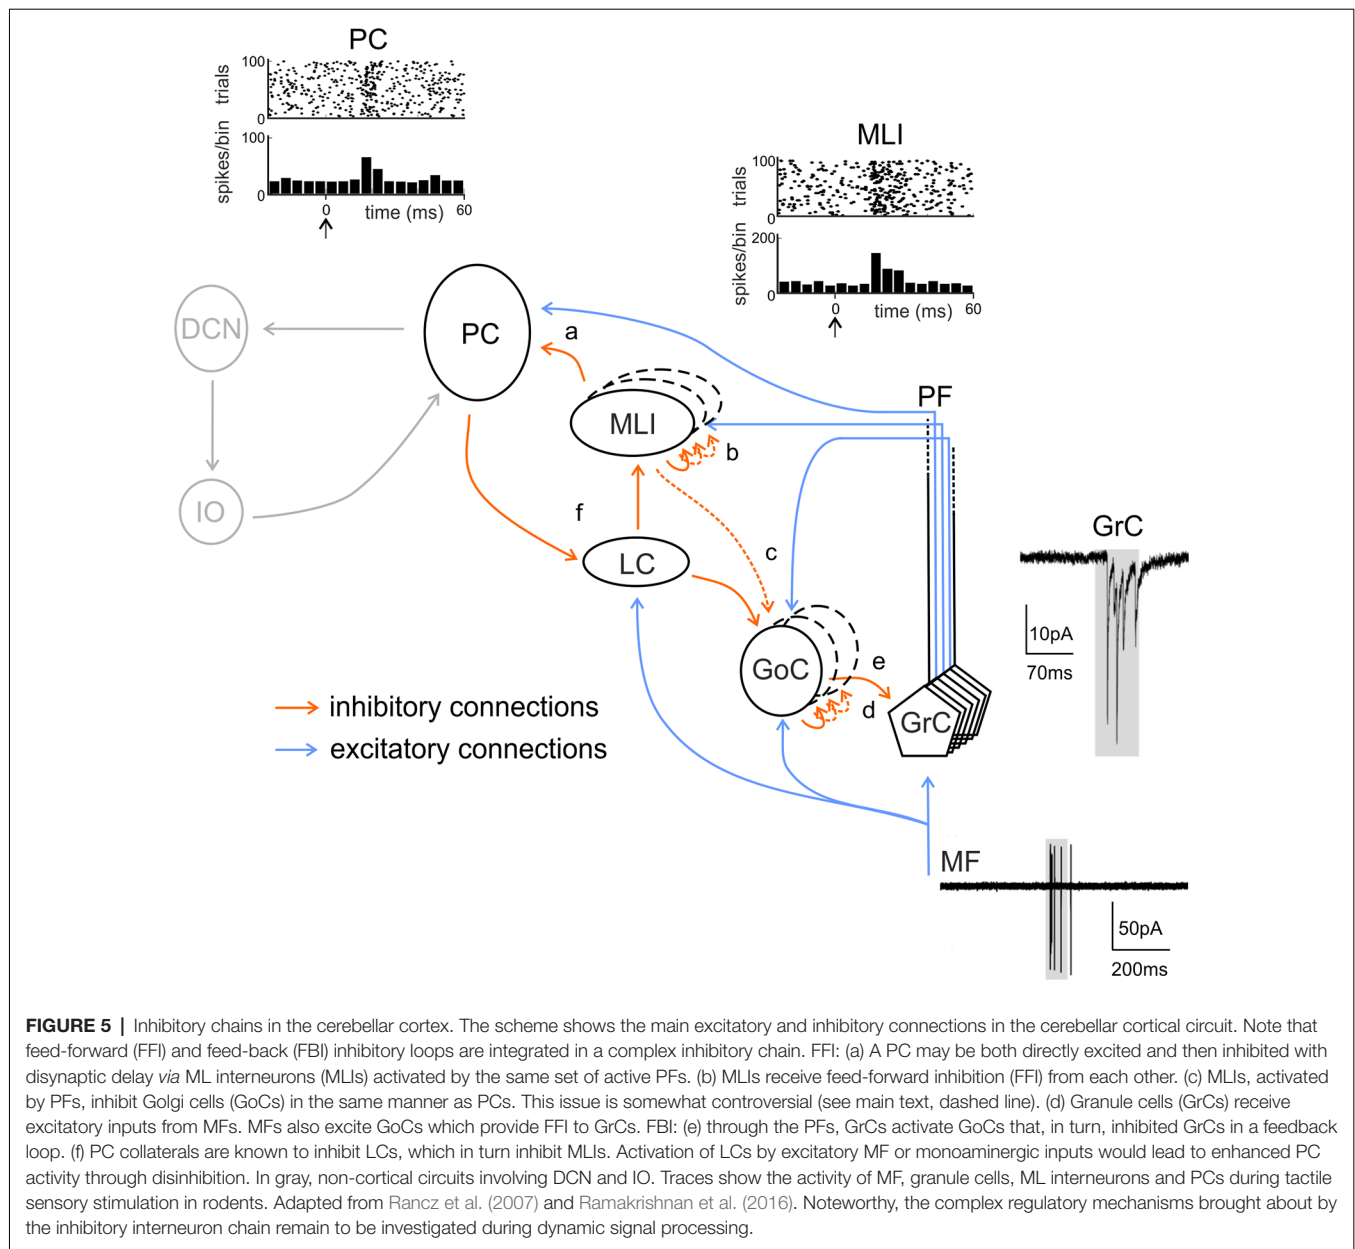 PC
100
trials
0
100
spikes/bin
0
0
time (ms)
60
MLI
100
trials
0
200
spikes/bin
0
0
time (ms)
60
DCN
PC
a
MLI
PF
b
IO
f
LC
c
GrC
10pA
70ms
GoC
e
d
GrC
inhibitory connections
excitatory connections
MF
50pA
200ms
FIGURE 5 | Inhibitory chains in the cerebellar cortex. The scheme shows the main excitatory and inhibitory connections in the cerebellar cortical circuit. Note that
feed-forward (FFI) and feed-back (FBI) inhibitory loops are integrated in a complex inhibitory chain. FFI: (a) A PC may be both directly excited and then inhibited with
disynaptic delay via ML interneurons (MLIs) activated by the same set of active PFs. (b) MLIs receive feed-forward inhibition (FFI) from each other. (c) MLIs, activated
by PFs, inhibit Golgi cells (GoCs) in the same manner as PCs. This issue is somewhat controversial (see main text, dashed line). (d) Granule cells (GrCs) receive
excitatory inputs from MFs. MFs also excite GoCs which provide FFI to GrCs. FBI: (e) through the PFs, GrCs activate GoCs that, in turn, inhibited GrCs in a feedback
loop. (f) PC collaterals are known to inhibit LCs, which in turn inhibit MLIs. Activation of LCs by excitatory MF or monoaminergic inputs would lead to enhanced PC
activity through disinhibition. In gray, non-cortical circuits involving DCN and IO. Traces show the activity of MF, granule cells, ML interneurons and PCs during tactile
sensory stimulation in rodents. Adapted from Rancz et al. (2007) and Ramakrishnan et al. (2016). Noteworthy, the complex regulatory mechanisms brought about by
the inhibitory interneuron chain remain to be investigated during dynamic signal processing.